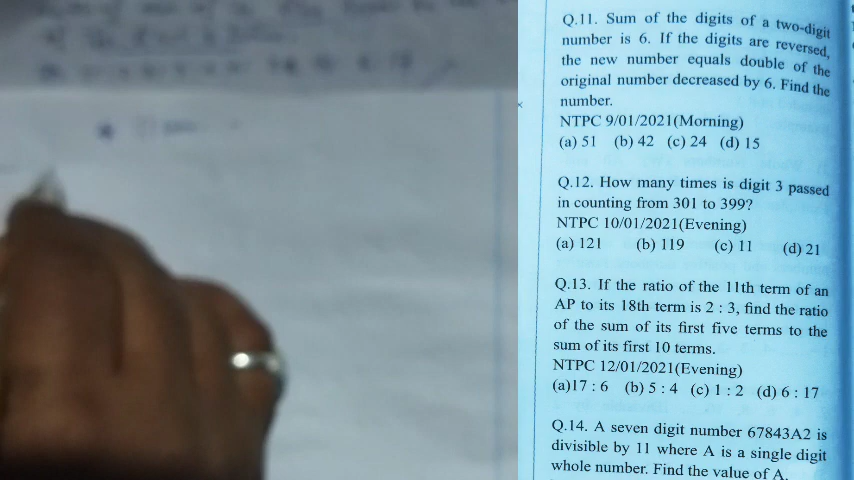 Q.11. Sum of the digits of a two-digit
number is 6. If the digits are reversed,
the new number equals double of the
original number decreased by 6. Find the
number.
NTPC 9/01/2021(Morning)
(a) 51 (b) 42 (c) 24 (d) 15
Q.12. How many times is digit 3 passed
in counting from 301 to 399?
NTPC 10/01/2021(Evening)
(a) 121 (b) 119 (c) 11 (d) 21
Q.13. If the ratio of the 11th term of an
AP to its 18th term is 2 : 3, find the ratio
of the sum of its first five terms to the
sum of its first 10 terms.
NTPC 12/01/2021(Evening)
(a)17 : 6 (b) 5 : 4 (c) 1 : 2 (d) 6 : 17
Q.14. A seven digit number 67843A2 is
divisible by 11 where A is a single digit
whole number. Find the value of A.